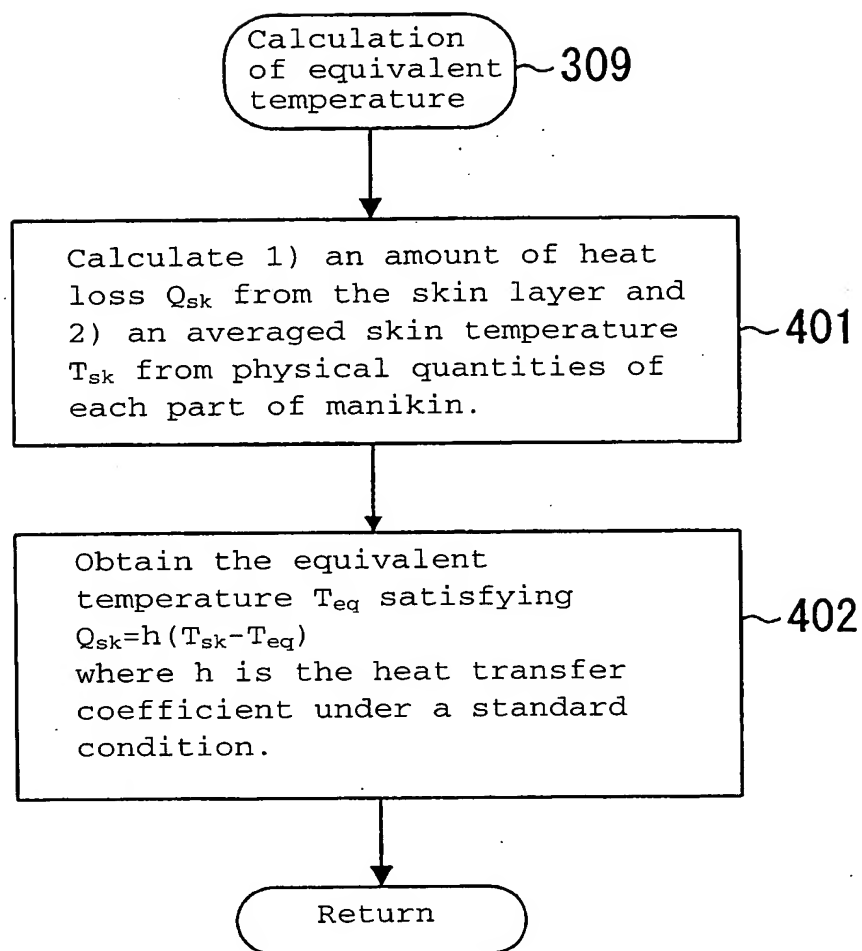 Calculation
of equivalent
temperature
309
Calculate 1) an amount of heat
loss Qsk from the skin layer and
2) an averaged skin temperature
Tsk from physical quantities of
each part of manikin.
401
Obtain the equivalent
temperature Teq satisfying
Qsk=h(Tsk-Teq)
where h is the heat transfer
coefficient under a standard
condition.
402
Return